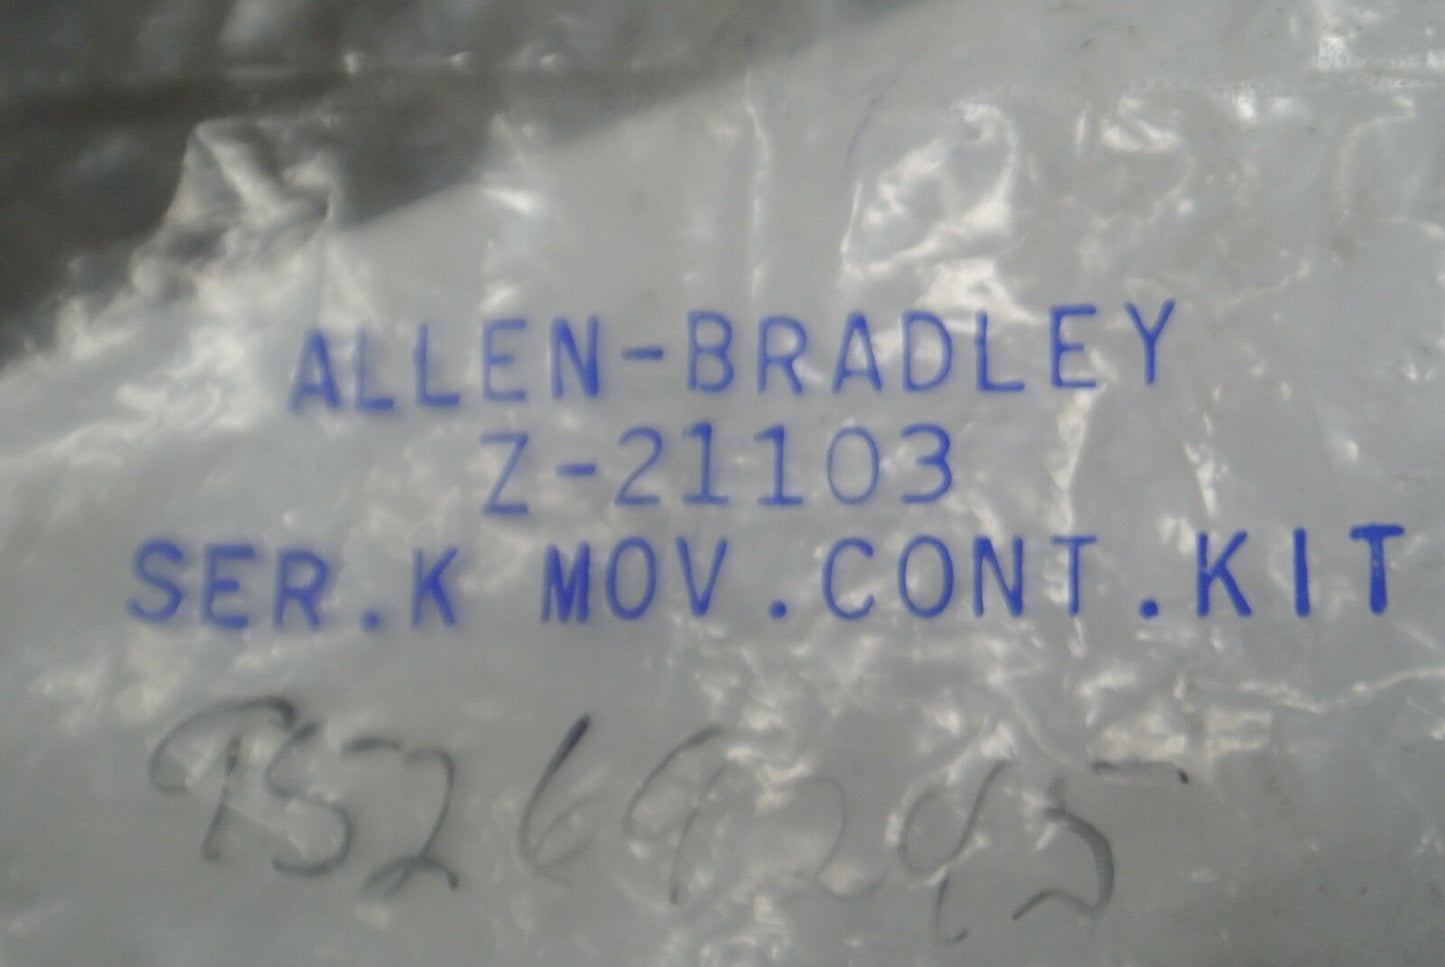 ALLEN-BRADLEY
Z-21103
SER.K MOV.CONT.KIT